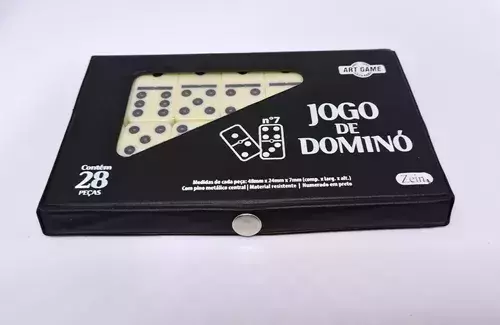 ART GAME
JOGO
DE
DOMINÓ
nº7
Contém
28
PEÇAS
Medidas de cada peça: 48mm x 24mm x 7mm (comp. x larg. x alt.)
Com pino metálico central | Material resistente | Numerado em preto
Zein